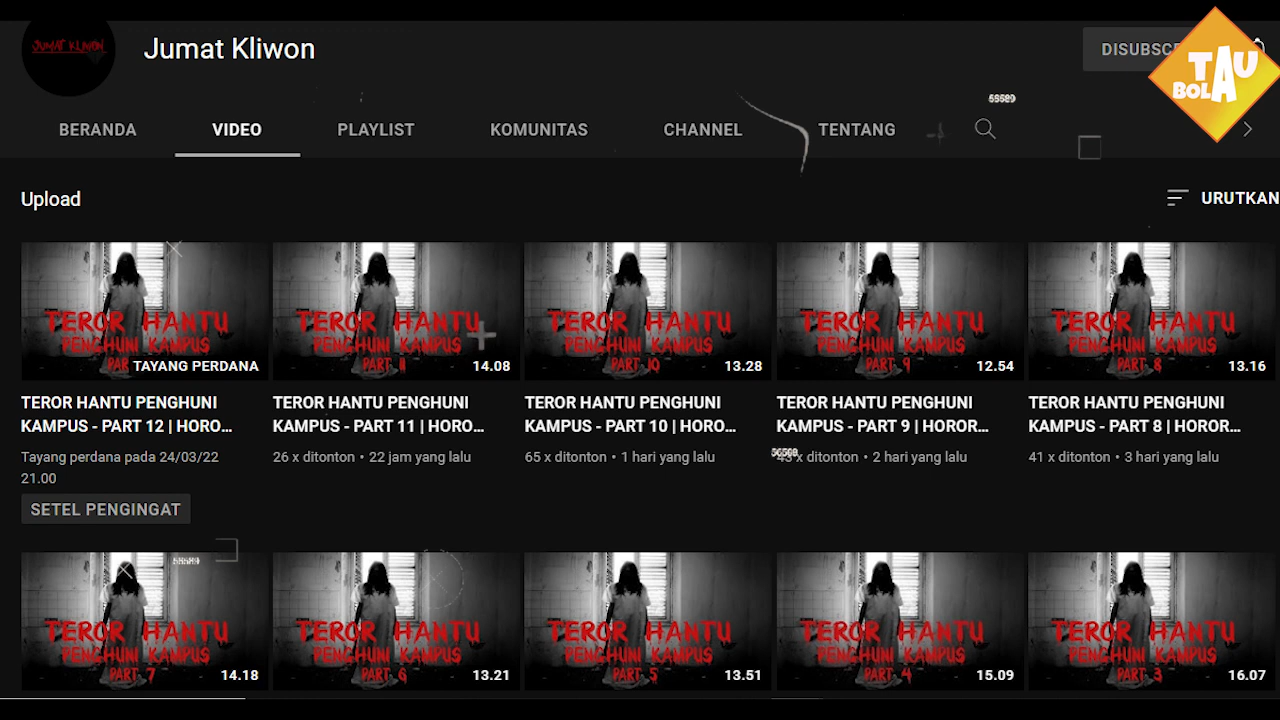 JUMAT KLIWON
Jumat Kliwon
DISUBSC
TAU
BOLA
BERANDA
VIDEO
PLAYLIST
KOMUNITAS
CHANNEL
TENTANG
Upload
URUTKAN
TEROR HANTU
PENGHUNI KAMPUS
PAR
TAYANG PERDANA
TEROR HANTU
PENGHUNI KAMPUS
PART 11
14.08
TEROR HANTU
PENGHUNI KAMPUS
PART 10
13.28
TEROR HANTU
PENGHUNI KAMPUS
PART 9
12.54
TEROR HANTU
PENGHUNI KAMPUS
PART 8
13.16
TEROR HANTU PENGHUNI
KAMPUS - PART 12 | HORO...
Tayang perdana pada 24/03/22
21.00
SETEL PENGINGAT
TEROR HANTU PENGHUNI
KAMPUS - PART 11 | HORO...
26 x ditonton • 22 jam yang lalu
TEROR HANTU PENGHUNI
KAMPUS - PART 10 | HORO...
65 x ditonton • 1 hari yang lalu
TEROR HANTU PENGHUNI
KAMPUS - PART 9 | HOROR...
x ditonton • 2 hari yang lalu
TEROR HANTU PENGHUNI
KAMPUS - PART 8 | HOROR...
41 x ditonton • 3 hari yang lalu
TEROR HANTU
PENGHUNI KAMPUS
PART 7
14.18
TEROR HANTU
PENGHUNI KAMPUS
PART 6
13.21
TEROR HANTU
PENGHUNI KAMPUS
PART 5
13.51
TEROR HANTU
PENGHUNI KAMPUS
PART 4
15.09
TEROR HANTU
PENGHUNI KAMPUS
PART 3
16.07